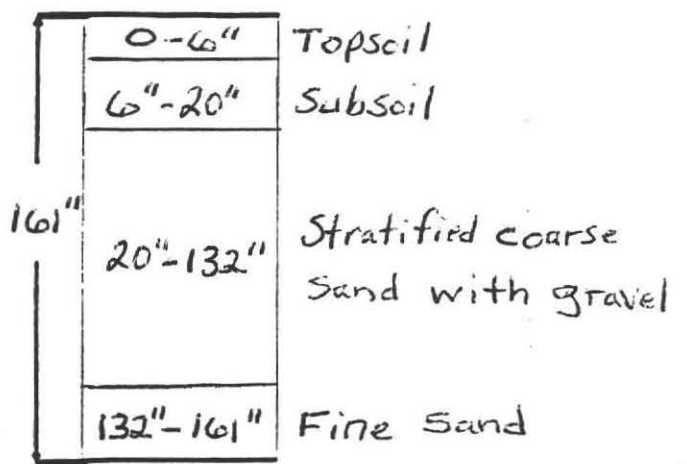 0-6" Topsoil
6"-20" Subsoil
161"
20"-132" Stratified coarse
Sand with gravel
132"-161" Fine Sand